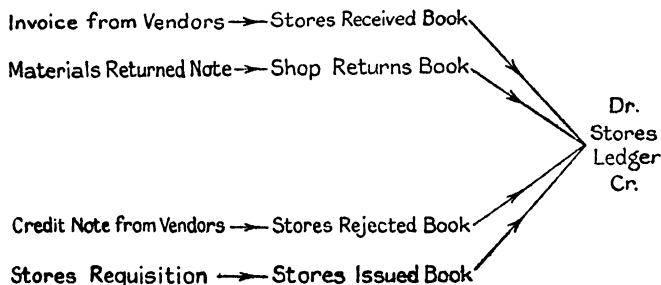 Invoice from Vendors Stores Received Book
Materials Returned Note Shop Returns Book
Dr.
Stores
Ledger
Cr.
Credit Note from Vendors Stores Rejected Book
Stores Requisition Stores Issued Book